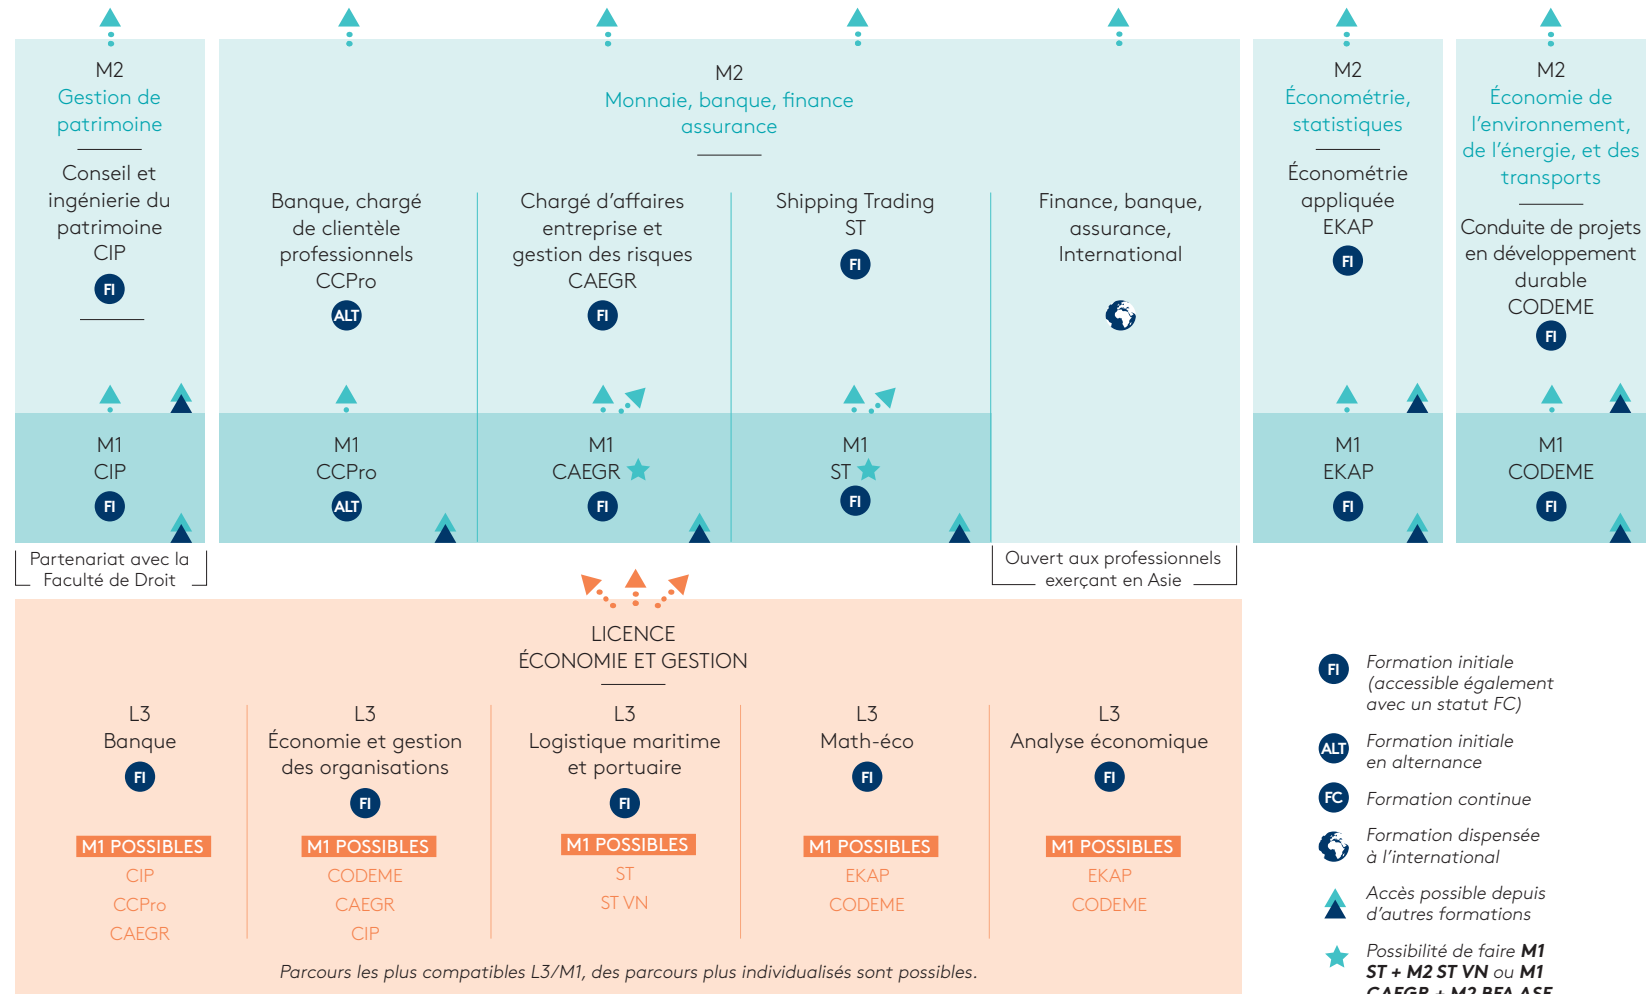 M2
Gestion de
patrimoine
Conseil et
ingénierie du
patrimoine
CIP
FI
M2
Monnaie, banque, finance
assurance
Banque, chargé
de clientèle
professionnels
CCPro
ALT
Chargé d'affaires
entreprise et
gestion des risques
CAEGR
FI
Shipping Trading
ST
FI
Finance, banque,
assurance,
International
M2
Économétrie,
statistiques
Économétrie
appliquée
EKAP
FI
M2
Économie de
l'environnement,
de l'énergie, et des
transports
Conduite de projets
en développement
durable
CODEME
FI
M1
CIP
FI
M1
CCPro
ALT
M1
CAEGR
FI
M1
ST
FI
M1
EKAP
FI
M1
CODEME
FI
Partenariat avec la
Faculté de Droit
Ouvert aux professionnels
exerçant en Asie
LICENCE
ÉCONOMIE ET GESTION
L3
Banque
FI
M1 POSSIBLES
CIP
CCPro
CAEGR
L3
Économie et gestion
des organisations
FI
M1 POSSIBLES
CODEME
CAEGR
CIP
L3
Logistique maritime
et portuaire
FI
M1 POSSIBLES
ST
ST VN
L3
Math-éco
FI
M1 POSSIBLES
EKAP
CODEME
L3
Analyse économique
FI
M1 POSSIBLES
EKAP
CODEME
Parcours les plus compatibles L3/M1, des parcours plus individualisés sont possibles.
FI Formation initiale
(accessible également
avec un statut FC)
ALT Formation initiale
en alternance
FC Formation continue
Formation dispensée
à l'international
Accès possible depuis
d'autres formations
Possibilité de faire M1
ST + M2 ST VN ou M1
CAEGR + M2 BFA ASE